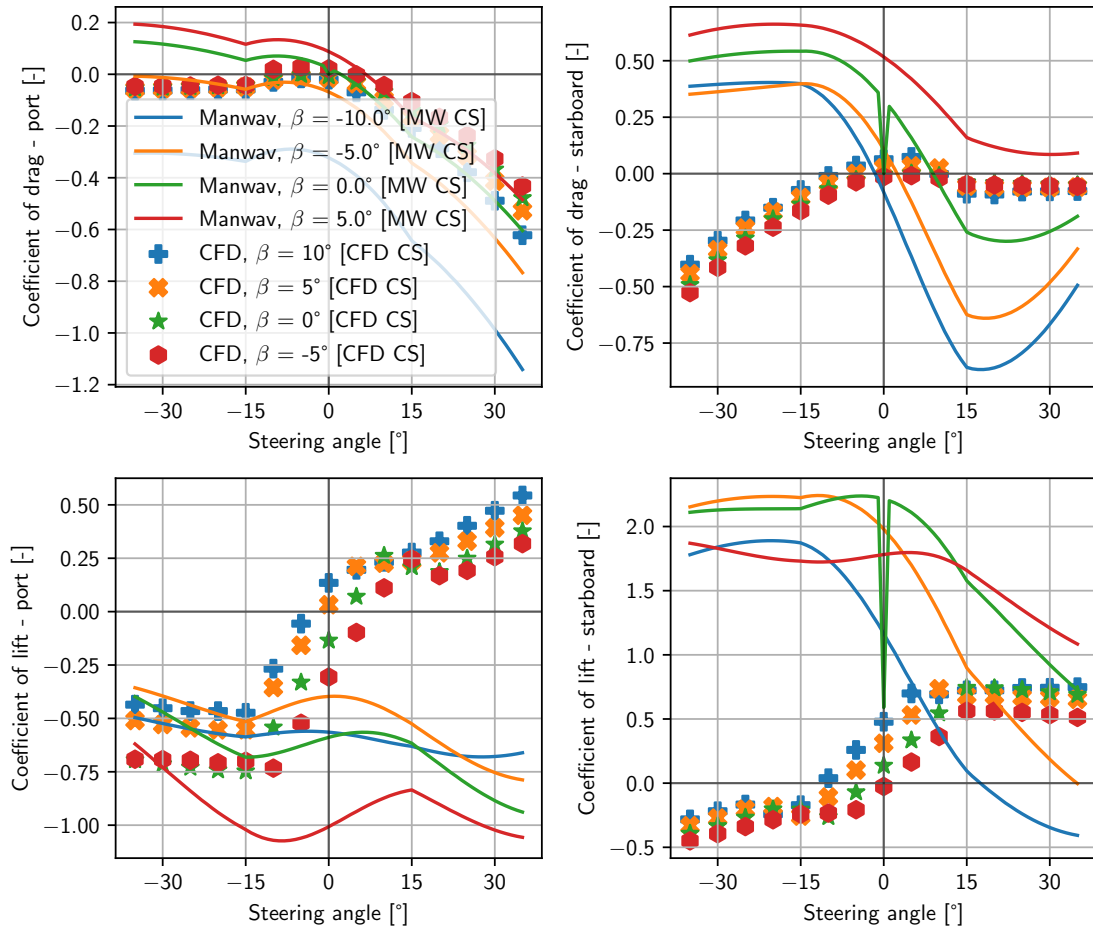 0.2
0.0
−0.2
−0.4
−0.6
−0.8
−1.0
−1.2
Coefficient of drag - port [-]
Manwav, β = -10.0° [MW CS]
Manwav, β = -5.0° [MW CS]
Manwav, β = 0.0° [MW CS]
Manwav, β = 5.0° [MW CS]
CFD, β = 10° [CFD CS]
CFD, β = 5° [CFD CS]
CFD, β = 0° [CFD CS]
CFD, β = -5° [CFD CS]
−30 −15 0 15 30
Steering angle [°]
0.50
0.25
0.00
−0.25
−0.50
−0.75
Coefficient of drag - starboard [-]
−30 −15 0 15 30
Steering angle [°]
0.50
0.25
0.00
−0.25
−0.50
−0.75
−1.00
Coefficient of lift - port [-]
−30 −15 0 15 30
Steering angle [°]
2.0
1.5
1.0
0.5
0.0
−0.5
Coefficient of lift - starboard [-]
−30 −15 0 15 30
Steering angle [°]